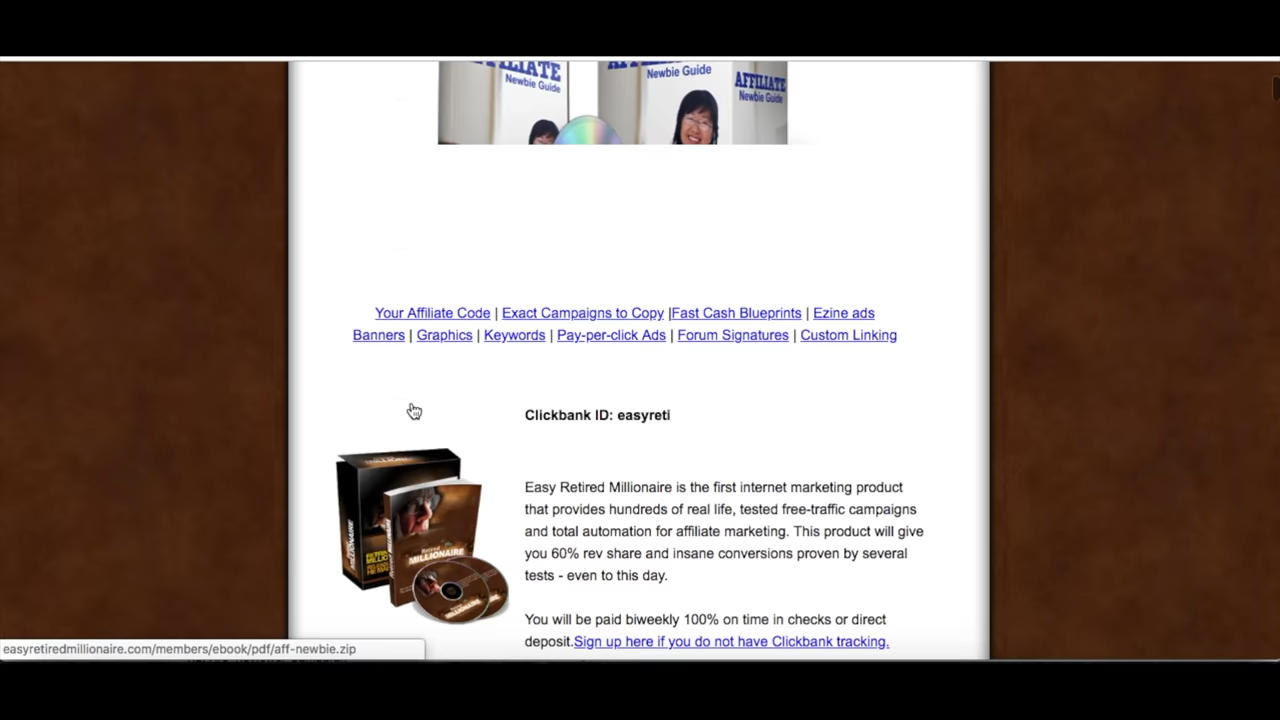 AFFILIATE
Newbie Guide
AFFILIATE
Newbie Guide
AFFILIATE
Newbie Guide
Your Affiliate Code | Exact Campaigns to Copy |Fast Cash Blueprints | Ezine ads
Banners | Graphics | Keywords | Pay-per-click Ads | Forum Signatures | Custom Linking
Clickbank ID: easyreti
MILLIONAIRE
Easy Retired Millionaire is the first internet marketing product
that provides hundreds of real life, tested free-traffic campaigns
and total automation for affiliate marketing. This product will give
you 60% rev share and insane conversions proven by several
tests - even to this day.
You will be paid biweekly 100% on time in checks or direct
deposit.Sign up here if you do not have Clickbank tracking.
easyretiredmillionaire.com/members/ebook/pdf/aff-newbie.zip